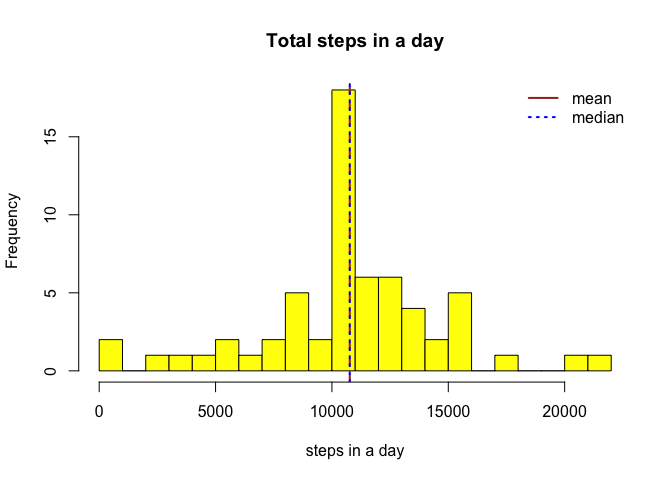 Total steps in a day
mean
median
Frequency
15
10
5
0
0 5000 10000 15000 20000
steps in a day